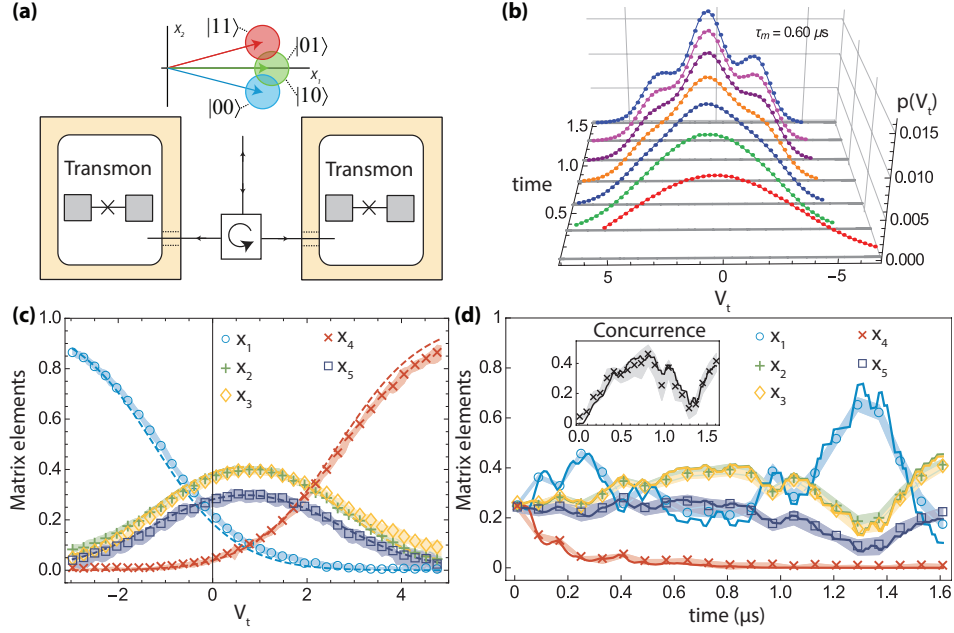 (a)
X₂
|11⟩
|01⟩
X₁
|00⟩
|10⟩
Transmon
Transmon
(b)
τₘ = 0.60 µs
p(Vₜ)
0.015
0.010
0.005
0.000
1.5
1.0
time
0.5
5
0
-5
Vₜ
(c)
Matrix elements
1.0
0.8
0.6
0.4
0.2
0.0
X₁
X₂
X₃
X₄
X₅
−2
0
2
4
Vₜ
(d)
Matrix elements
1
0.8
0.6
0.4
0.2
0
Concurrence
0.4
0.2
0
0.0
0.5
1.0
1.5
X₁
X₂
X₃
X₄
X₅
0
0.2
0.4
0.6
0.8
1.0
1.2
1.4
1.6
time (µs)